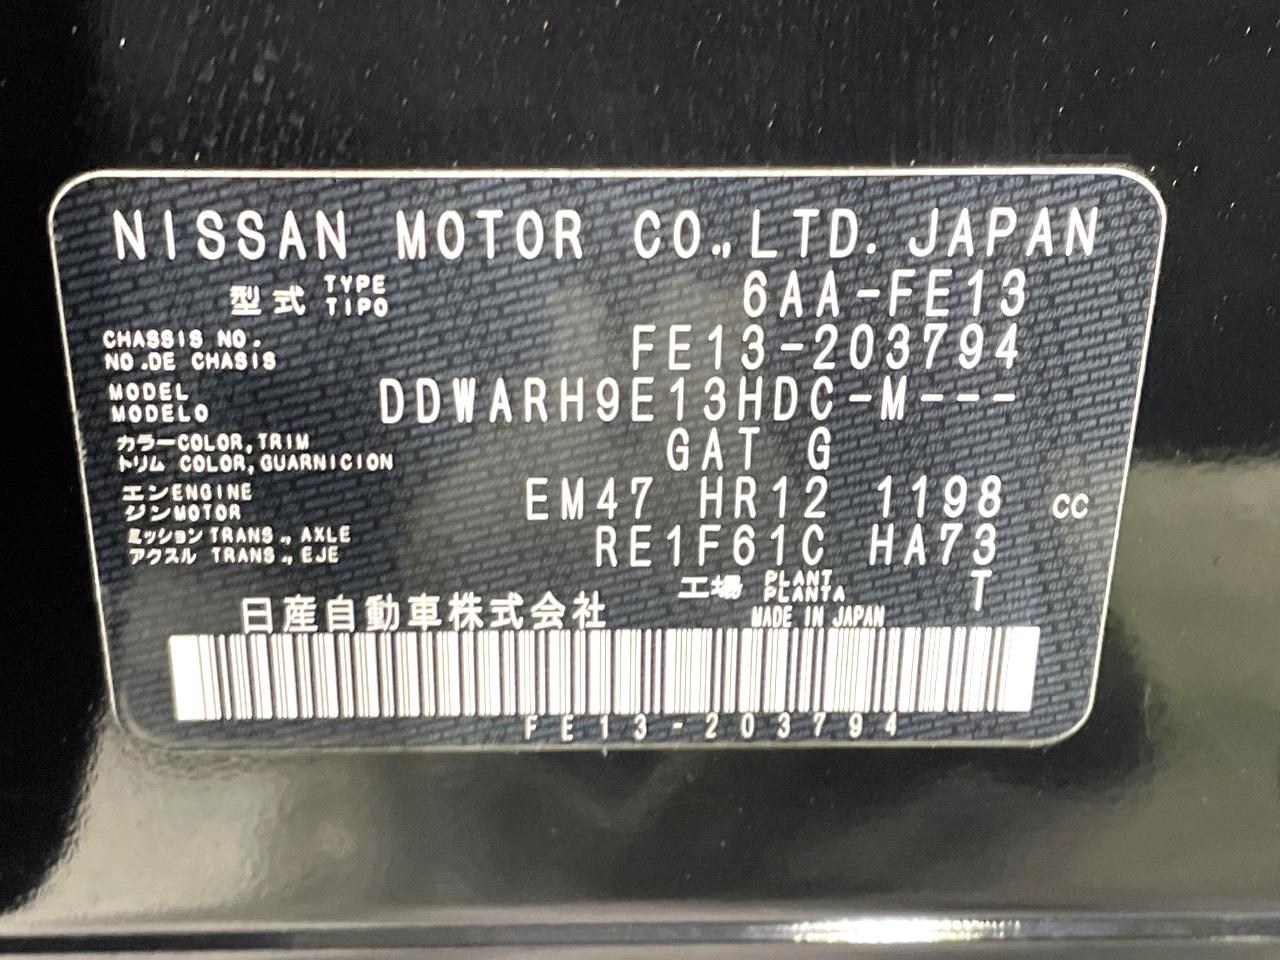 NISSAN MOTOR CO.,LTD. JAPAN
型式 TYPE 6AA-FE13
TIPO
CHASSIS NO. FE13-203794
NO.DE CHASIS
MODEL DDWARH9E13HDC-M---
MODELO
カラーCOLOR,TRIM GAT G
トリム COLOR,GUARNICION
エンENGINE EM47 HR12 1198 cc
ジンMOTOR
ミッション TRANS., AXLE RE1F61C HA73
アクスル TRANS., EJE
工場 PLANT T
PLANTA
日産自動車株式会社 MADE IN JAPAN
FE13-203794